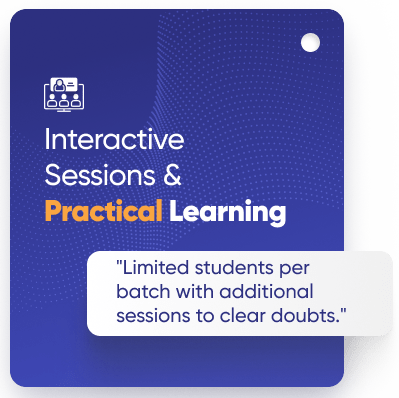 Interactive
Sessions &
Practical Learning
"Limited students per
batch with additional
sessions to clear doubts."